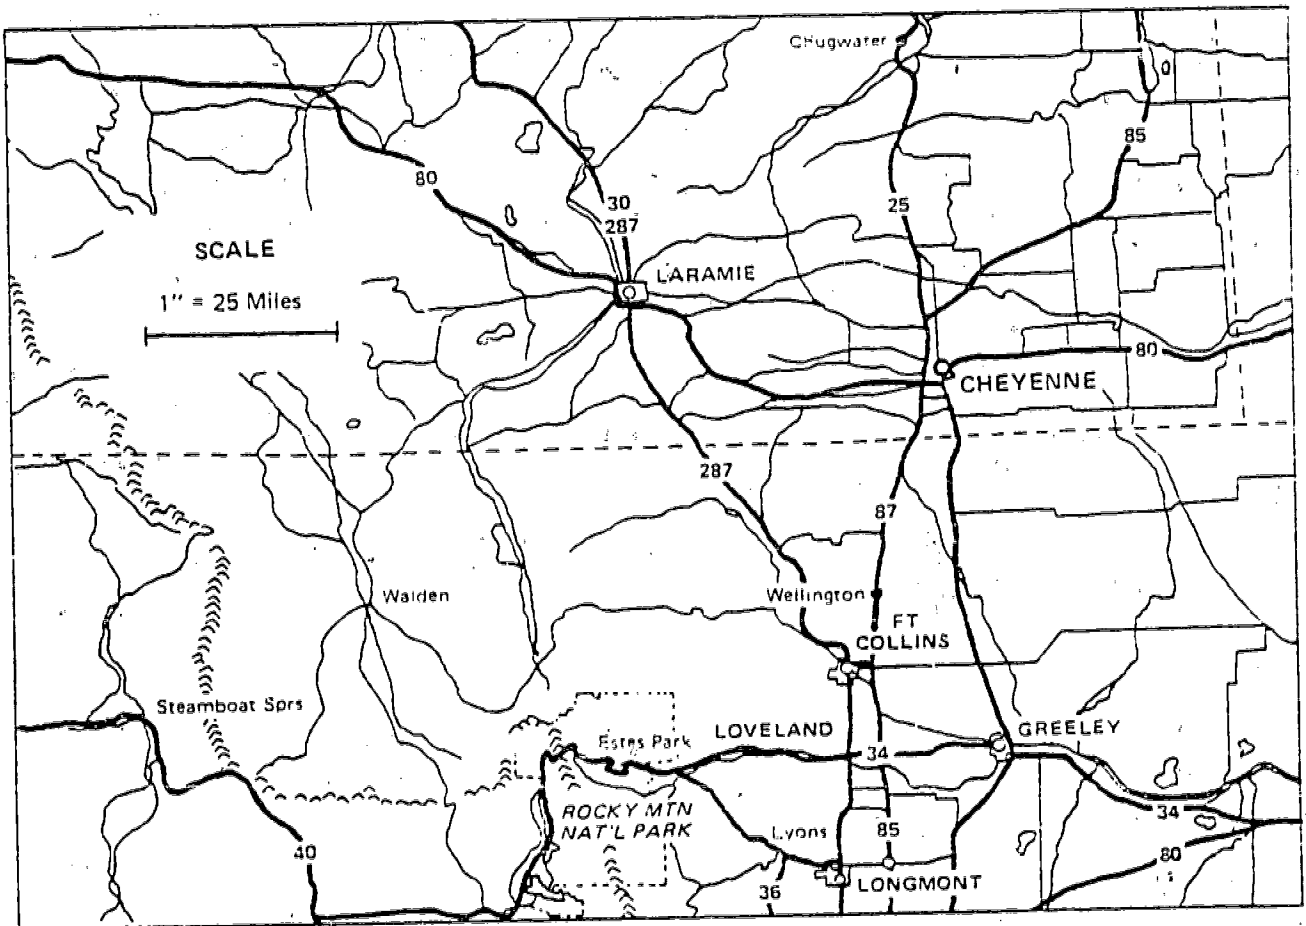 Chugwater
85
80
25
30
287
SCALE
LARAMIE
1" = 25 Miles
80
CHEYENNE
287
87
Walden
Wellington
FT
COLLINS
Steamboat Sprs
LOVELAND
GREELEY
Estes Park
34
ROCKY MTN
NAT'L PARK
34
Lyons
85
40
80
LONGMONT
36